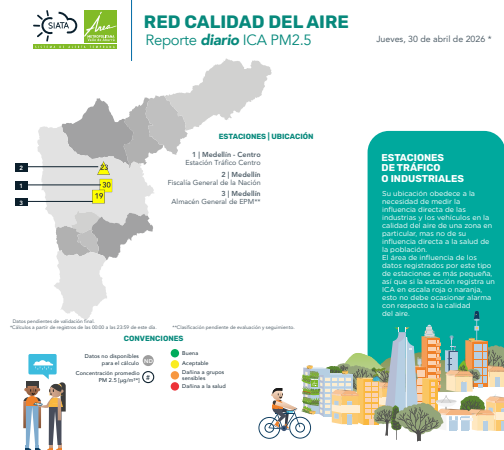 SIATA
Área
METROPOLITANA
Valle de Aburrá
RED CALIDAD DEL AIRE
Reporte diario ICA PM2.5
Jueves, 30 de abril de 2026 *
ESTACIONES | UBICACIÓN
1 | Medellín - Centro
Estación Tráfico Centro
2 | Medellín
Fiscalía General de la Nación
3 | Medellín
Almacén General de EPM**
2
23
1
30
3
19
ESTACIONES
DE TRÁFICO
O INDUSTRIALES
Su ubicación obedece a la
necesidad de medir la
influencia directa de las
industrias y los vehículos en la
calidad del aire de una zona en
particular, mas no de su
influencia directa a la salud de
la población.
El área de influencia de los
datos registrados por este tipo
de estaciones es más pequeña,
así que si la estación registra un
ICA en escala roja o naranja,
esto no debe ocasionar alarma
con respecto a la calidad
del aire.
Datos pendientes de validación final.
*Cálculos a partir de registros de las 00:00 a las 23:59 de este día.
**Clasificación pendiente de evaluación y seguimiento.
CONVENCIONES
Datos no disponibles
para el cálculo
ND
Concentración promedio
PM 2.5 (µg/m³)
#
Buena
Aceptable
Dañina a grupos
sensibles
Dañina a la salud